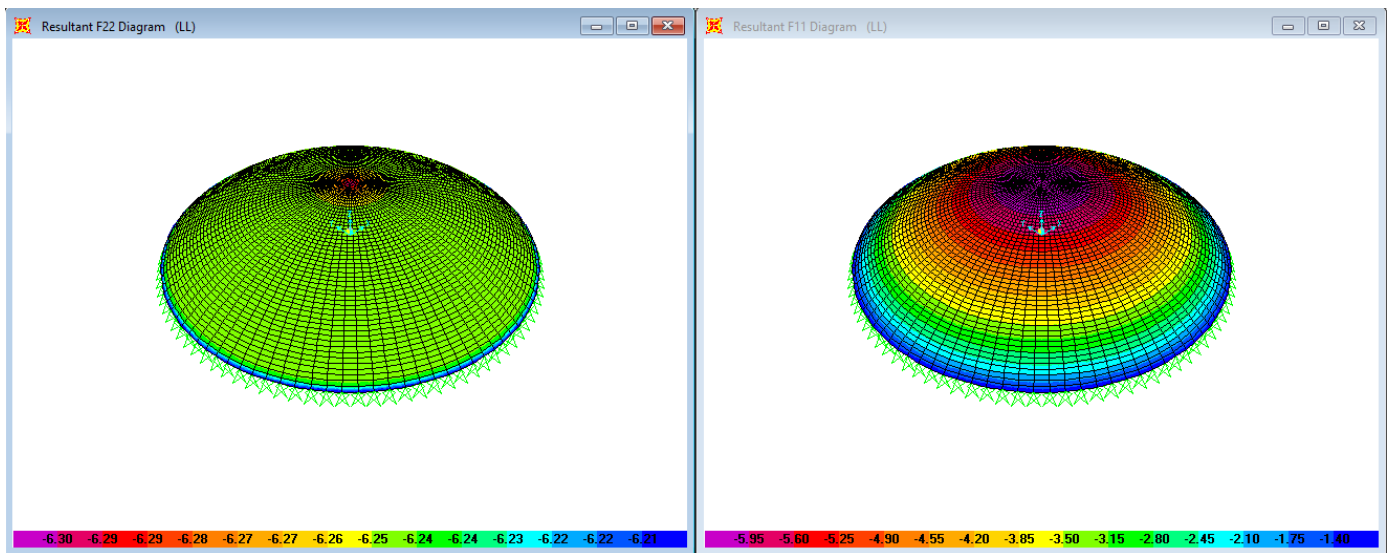 Resultant F22 Diagram (LL)
-6.30 -6.29 -6.29 -6.28 -6.27 -6.27 -6.26 -6.25 -6.24 -6.24 -6.23 -6.22 -6.22 -6.21
Resultant F11 Diagram (LL)
-5.95 -5.60 -5.25 -4.90 -4.55 -4.20 -3.85 -3.50 -3.15 -2.80 -2.45 -2.10 -1.75 -1.40